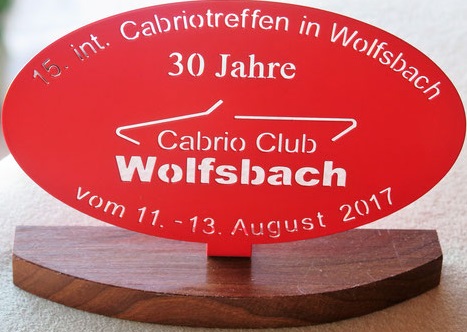 15. int. Cabriotreffen in Wolfsbach
30 Jahre
Cabrio Club
Wolfsbach
vom 11. - 13. August 2017